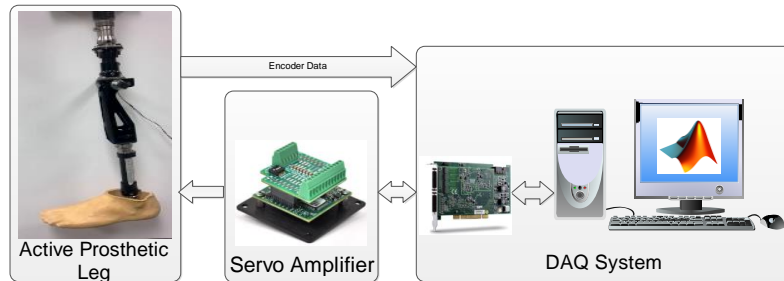 Encoder Data
Active Prosthetic
Leg
Servo Amplifier
DAQ System